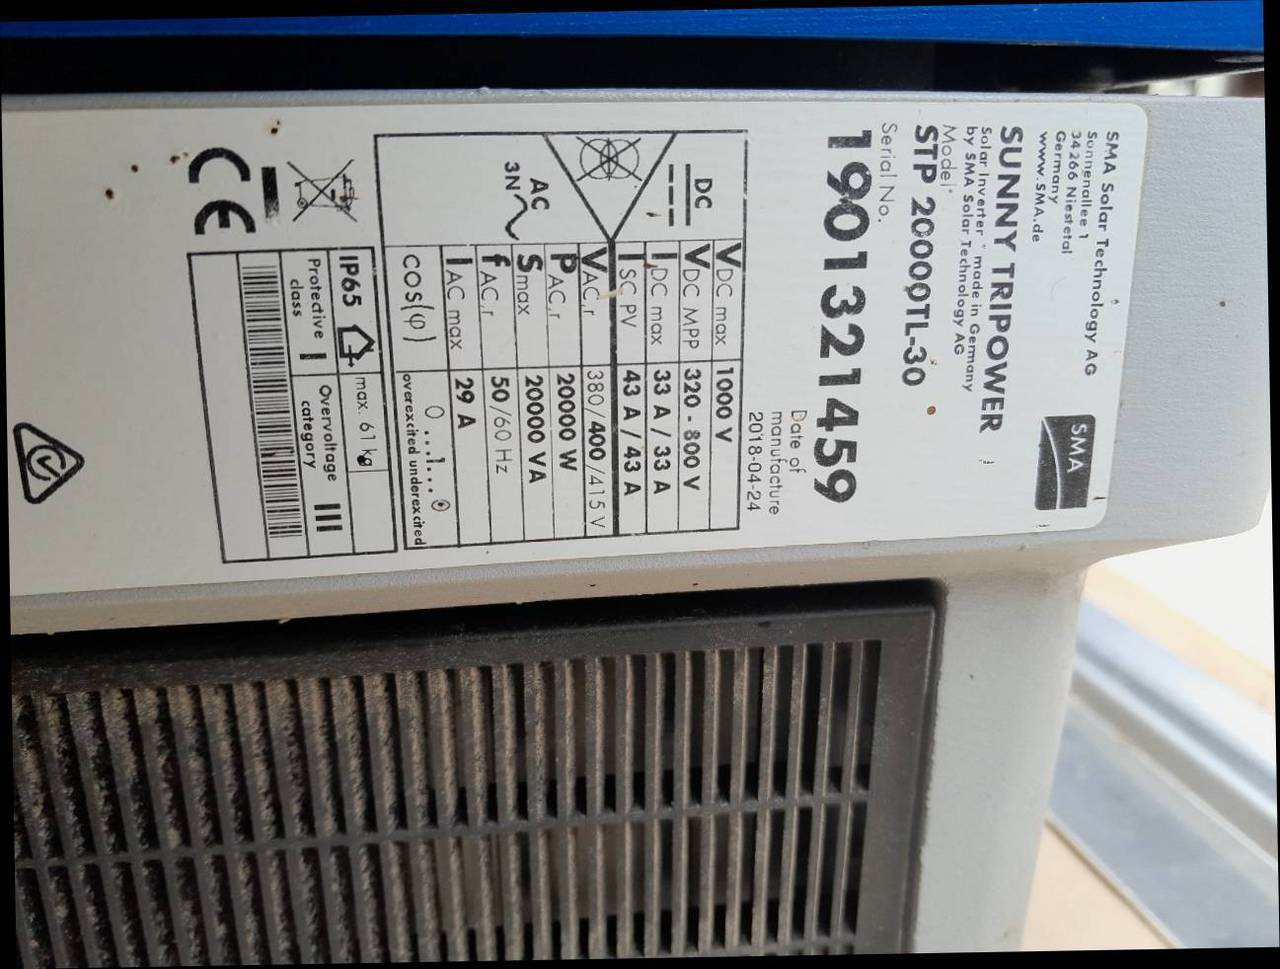 SMA Solar Technology AG
Sonnenallee 1
34266 Niestetal
Germany
www.SMA.de
SMA
SUNNY TRIPOWER
Solar Inverter * made in Germany
by SMA Solar Technology AG
Model:
STP 20000TL-30
Serial No.
1901321459
Date of
manufacture
2018-04-24
DC
V DC max 1000 V
V DC MPP 320 - 800 V
I DC max 33 A / 33 A
I SC PV 43 A / 43 A
AC
3N
V AC,r 380/400/415 V
P AC,r 20000 W
S max 20000 VA
f AC,r 50/60 Hz
I AC max 29 A
cos(φ) 0...1...0
overexcited underexcited
IP65 max. 61 kg
Protective class I
Overvoltage category III
CE